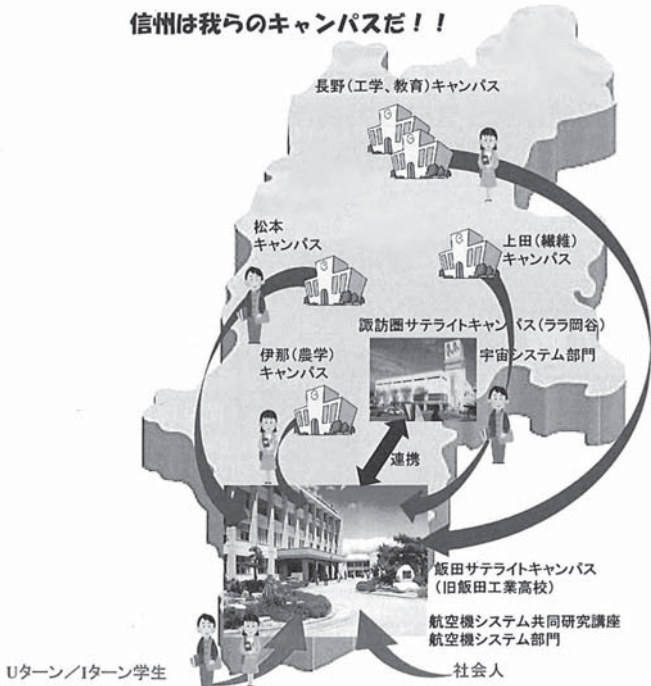 信州は我らのキャンパスだ！！
長野(工学、教育)キャンパス
松本
キャンパス
上田(繊維)
キャンパス
諏訪圏サテライトキャンパス(ララ岡谷)
宇宙システム部門
伊那(農学)
キャンパス
連携
飯田サテライトキャンパス
(旧飯田工業高校)
航空機システム共同研究講座
航空機システム部門
Uターン／Iターン学生
社会人